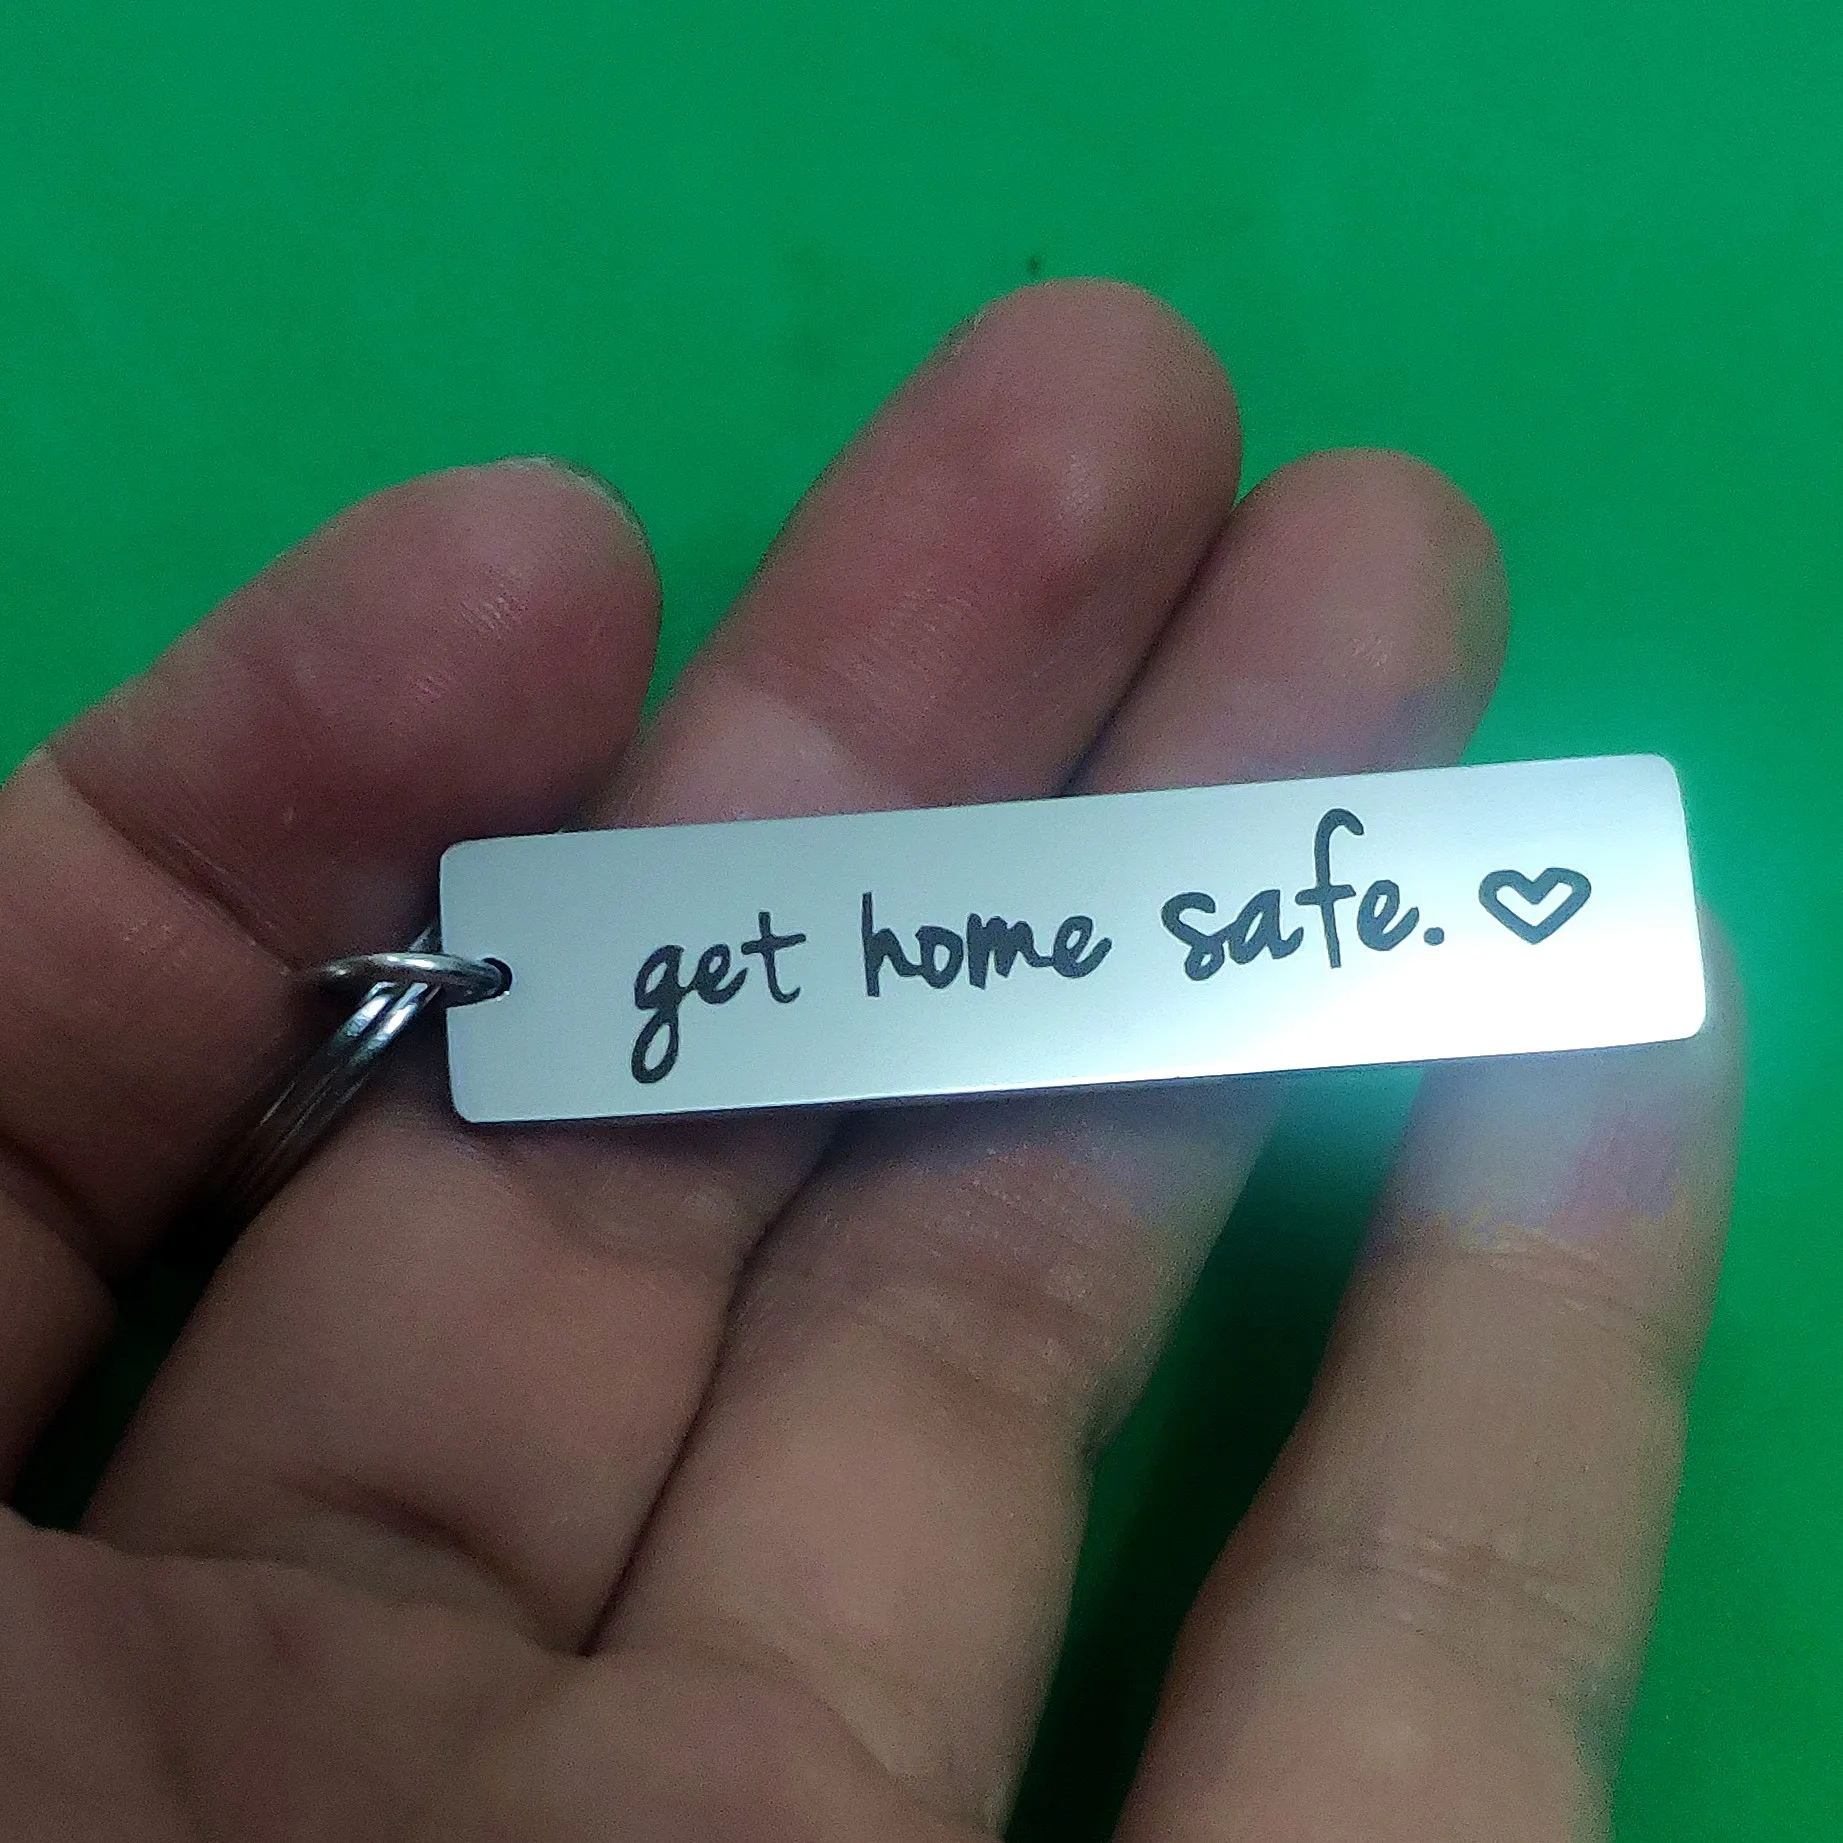 get home safe. ♡